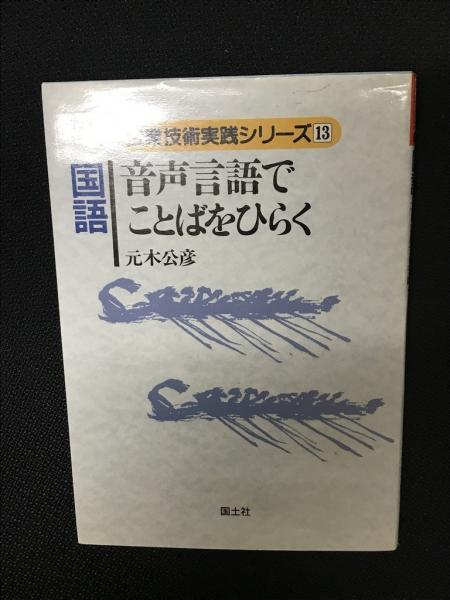 業技術実践シリーズ13
国語
音声言語で
ことばをひらく
元木公彦
国土社